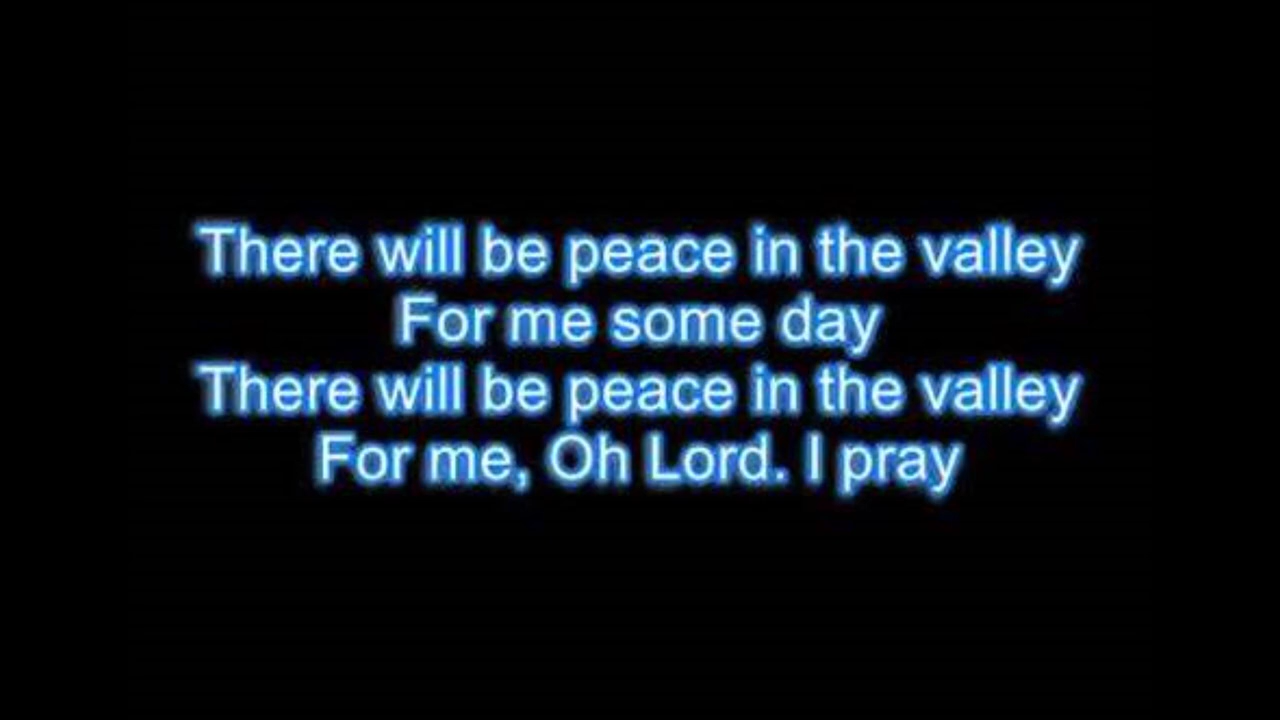 There will be peace in the valley
For me some day
There will be peace in the valley
For me, Oh Lord. I pray